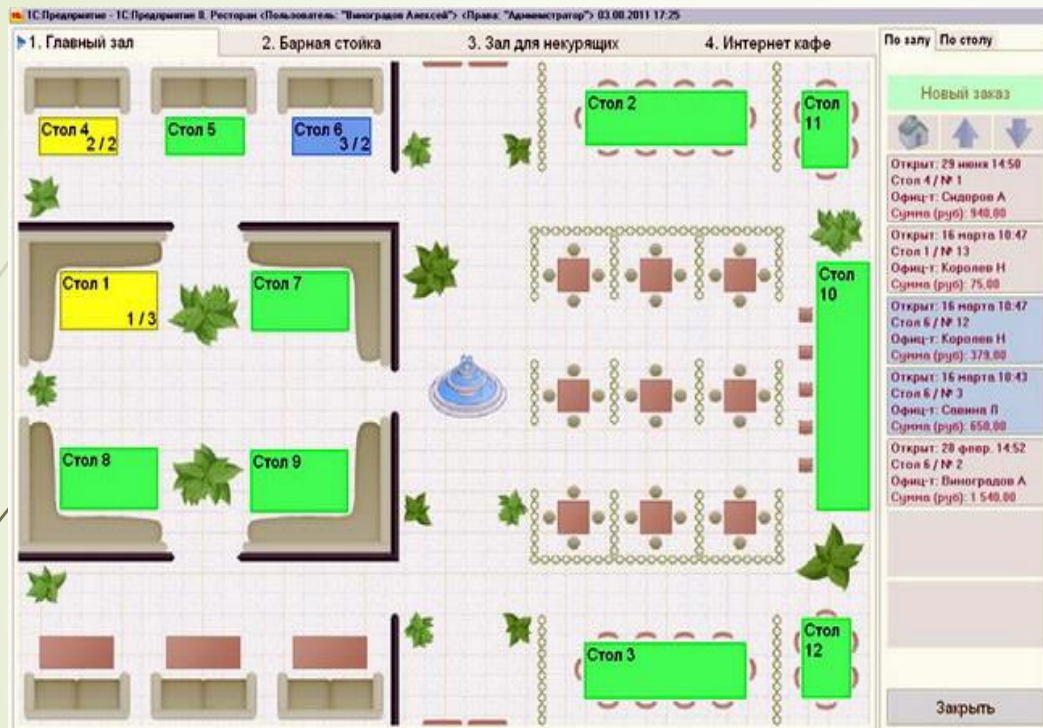 1С:Предприятие - 1С:Предприятие 8. Ресторан <Пользователь: "Виноградов Алексей"> <Права: "Администратор"> 03.08.2011 17:25
1. Главный зал
2. Барная стойка
3. Зал для некурящих
4. Интернет кафе
По залу
По столу
Новый заказ
Стол 4
2 / 2
Стол 5
Стол 6
3 / 2
Стол 2
Стол
11
Стол 1
1 / 3
Стол 7
Стол
10
Стол 8
Стол 9
Стол 3
Стол
12
Открыт: 29 июня 14:50
Стол 4 / № 1
Офиц-т: Сидоров А
Сумма (руб): 940,00
Открыт: 16 марта 10:47
Стол 1 / № 13
Офиц-т: Королев Н
Сумма (руб): 75,00
Открыт: 16 марта 10:47
Стол 6 / № 12
Офиц-т: Королев Н
Сумма (руб): 379,00
Открыт: 16 марта 10:43
Стол 6 / № 3
Офиц-т: Савина Л
Сумма (руб): 650,00
Открыт: 28 февр. 14:52
Стол 6 / № 2
Офиц-т: Виноградов А
Сумма (руб): 1 540,00
Закрыть